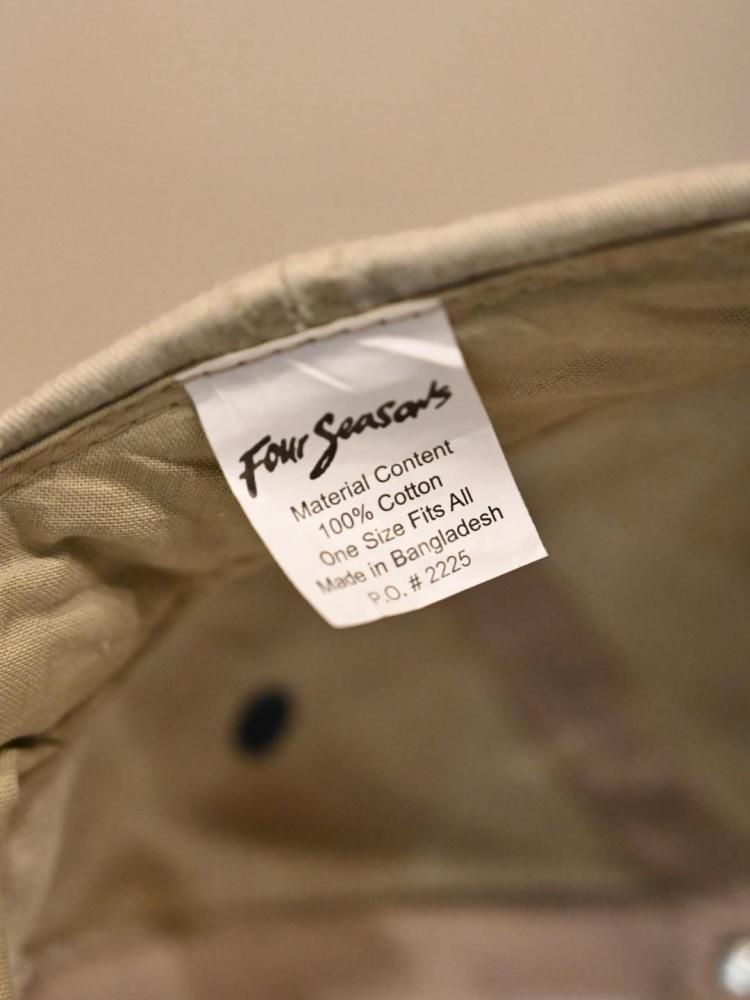 Four Seasons
Material Content
100% Cotton
One Size Fits All
Made in Bangladesh
P.O. # 2225